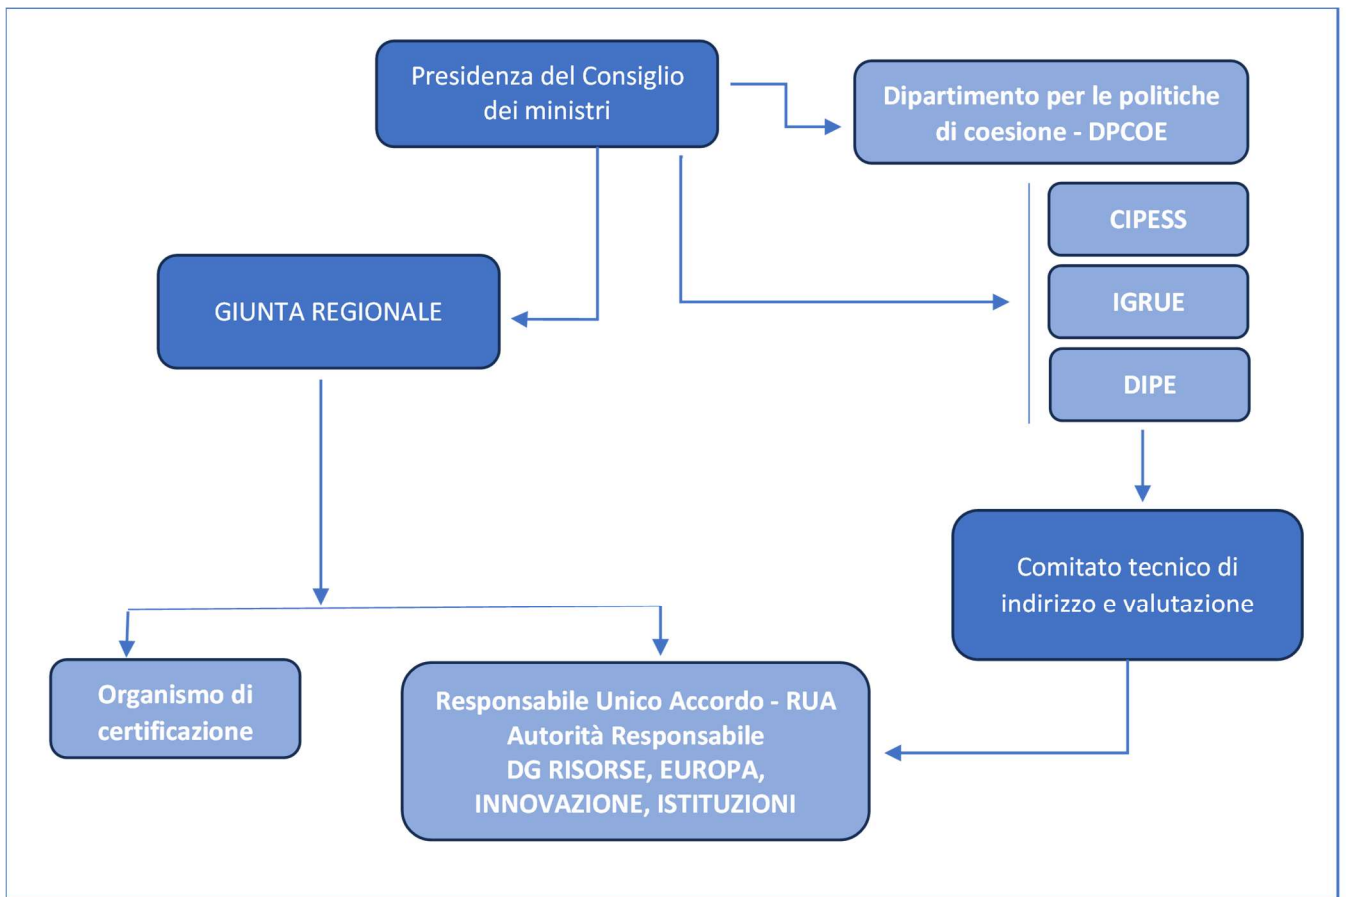 Presidenza del Consiglio
dei ministri
Dipartimento per le politiche
di coesione - DPCOE
CIPESS
IGRUE
DIPE
GIUNTA REGIONALE
Comitato tecnico di
indirizzo e valutazione
Organismo di
certificazione
Responsabile Unico Accordo - RUA
Autorità Responsabile
DG RISORSE, EUROPA,
INNOVAZIONE, ISTITUZIONI